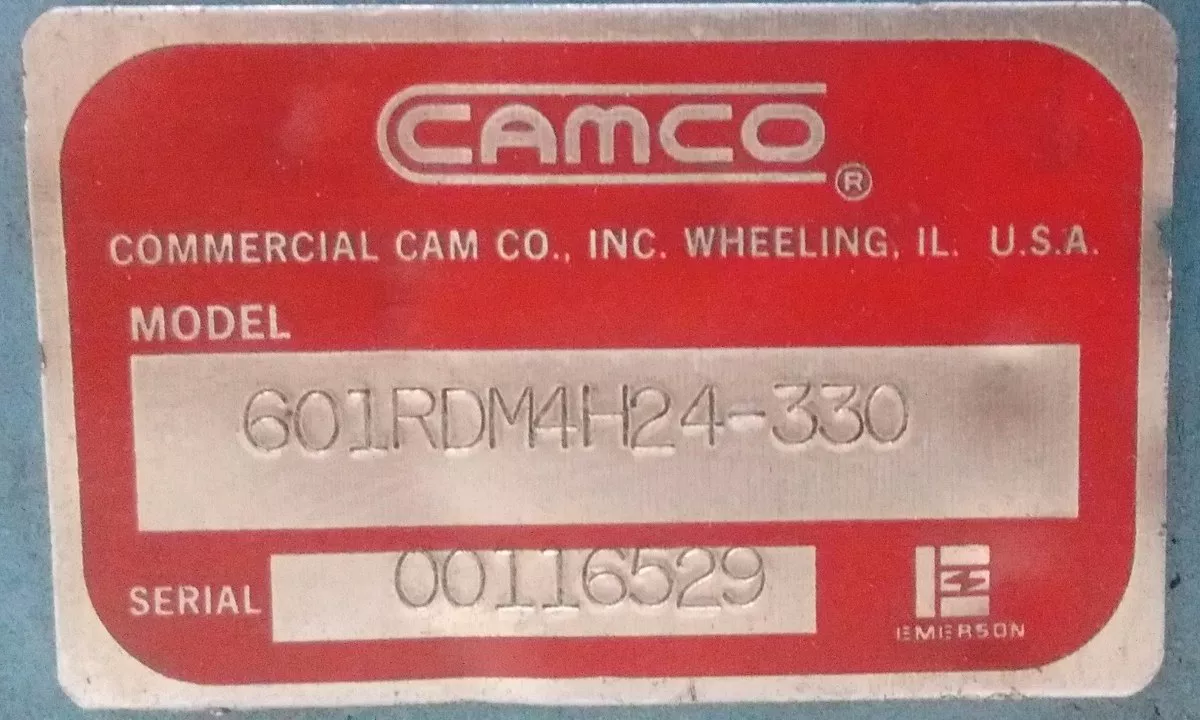 CAMCO®
COMMERCIAL CAM CO., INC. WHEELING, IL. U.S.A.
MODEL
601RDM4H24-330
SERIAL 00116529
EMERSON